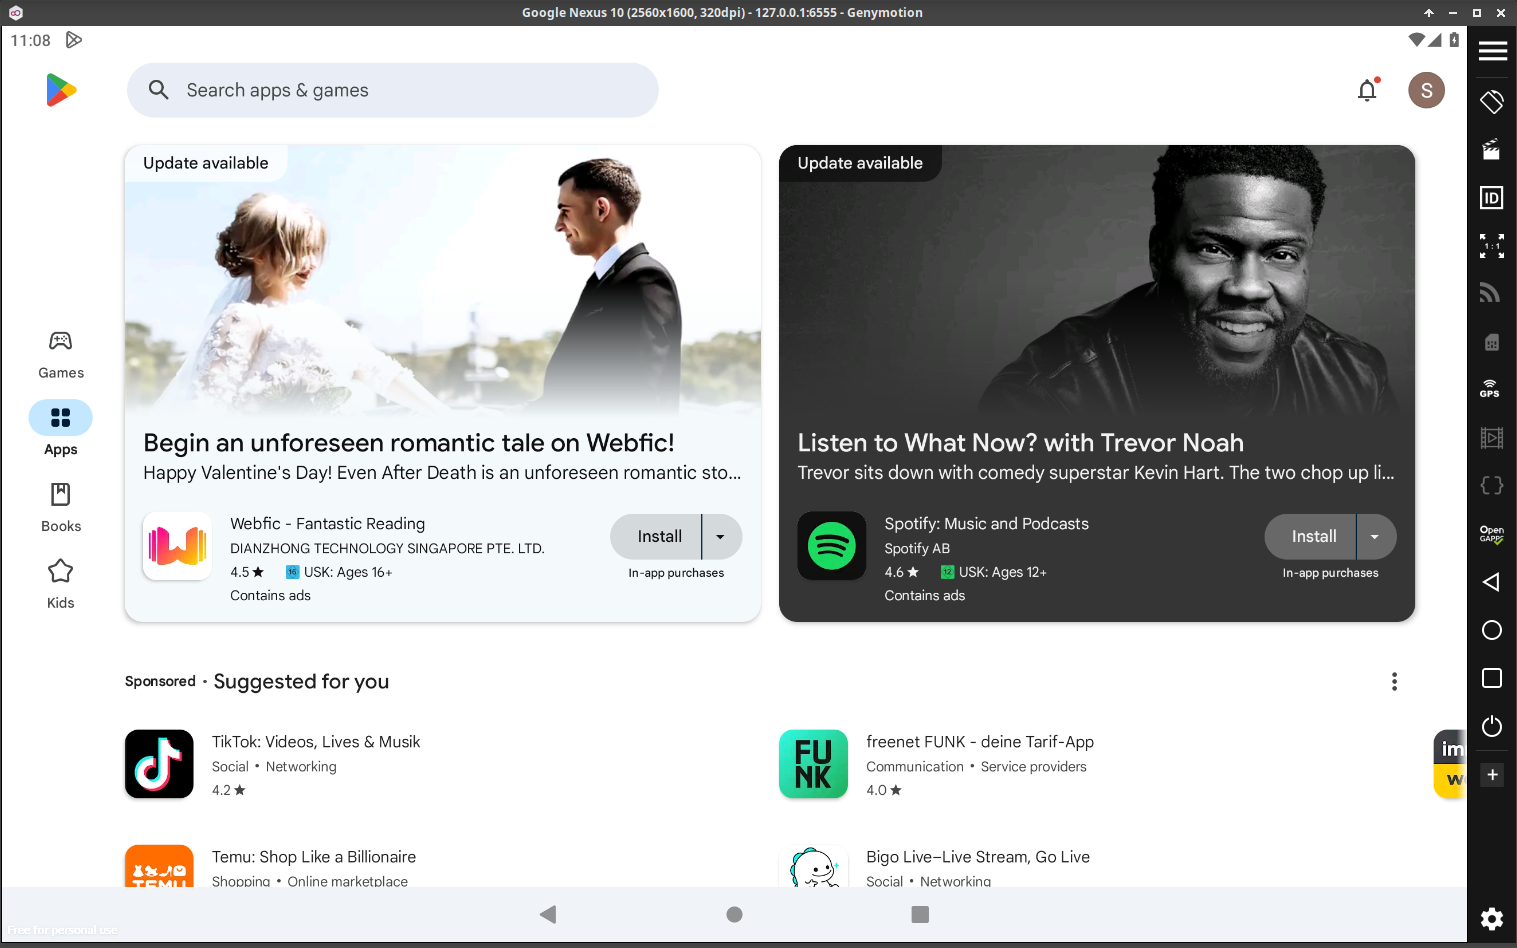 Google Nexus 10 (2560x1600, 320dpi) - 127.0.0.1:6555 - Genymotion
11:08
Search apps & games
S
Update available
Update available
Games
Apps
Books
Kids
Begin an unforeseen romantic tale on Webfic!
Happy Valentine's Day! Even After Death is an unforeseen romantic sto...
Webfic - Fantastic Reading
DIANZHONG TECHNOLOGY SINGAPORE PTE. LTD.
4.5★ 16 USK: Ages 16+
Contains ads
Install
In-app purchases
Listen to What Now? with Trevor Noah
Trevor sits down with comedy superstar Kevin Hart. The two chop up li...
Spotify: Music and Podcasts
Spotify AB
4.6★ 12 USK: Ages 12+
Contains ads
Install
In-app purchases
Sponsored · Suggested for you
TikTok: Videos, Lives & Musik
Social • Networking
4.2★
FU
NK
freenet FUNK - deine Tarif-App
Communication • Service providers
4.0★
im
w
TEMU
Temu: Shop Like a Billionaire
Shopping • Online marketplace
Bigo Live–Live Stream, Go Live
Social • Networking
ID
1:1
GPS
Open
GAPPS
Free for personal use